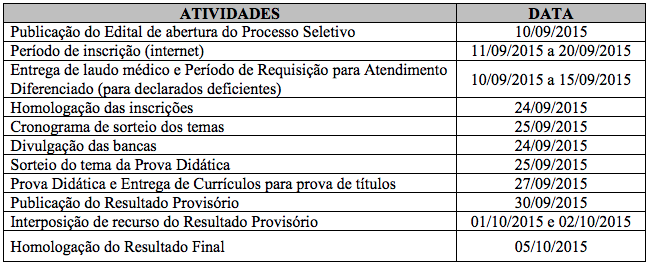 ATIVIDADES DATA
Publicação do Edital de abertura do Processo Seletivo 10/09/2015
Período de inscrição (internet) 11/09/2015 a 20/09/2015
Entrega de laudo médico e Período de Requisição para Atendimento
Diferenciado (para declarados deficientes) 10/09/2015 a 15/09/2015
Homologação das inscrições 24/09/2015
Cronograma de sorteio dos temas 25/09/2015
Divulgação das bancas 24/09/2015
Sorteio do tema da Prova Didática 25/09/2015
Prova Didática e Entrega de Currículos para prova de títulos 27/09/2015
Publicação do Resultado Provisório 30/09/2015
Interposição de recurso do Resultado Provisório 01/10/2015 e 02/10/2015
Homologação do Resultado Final 05/10/2015